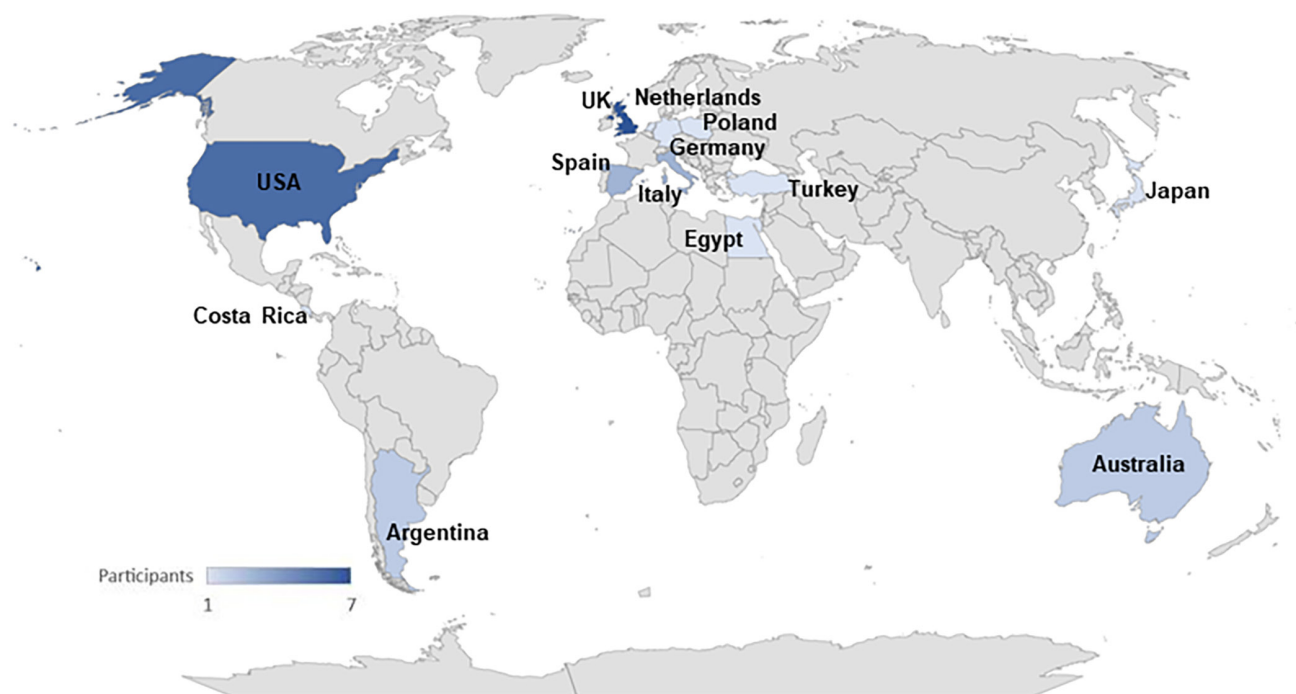 UK
Netherlands
Poland
Germany
Spain
Italy
USA
Turkey
Japan
Egypt
Costa Rica
Australia
Argentina
Participants
1
7